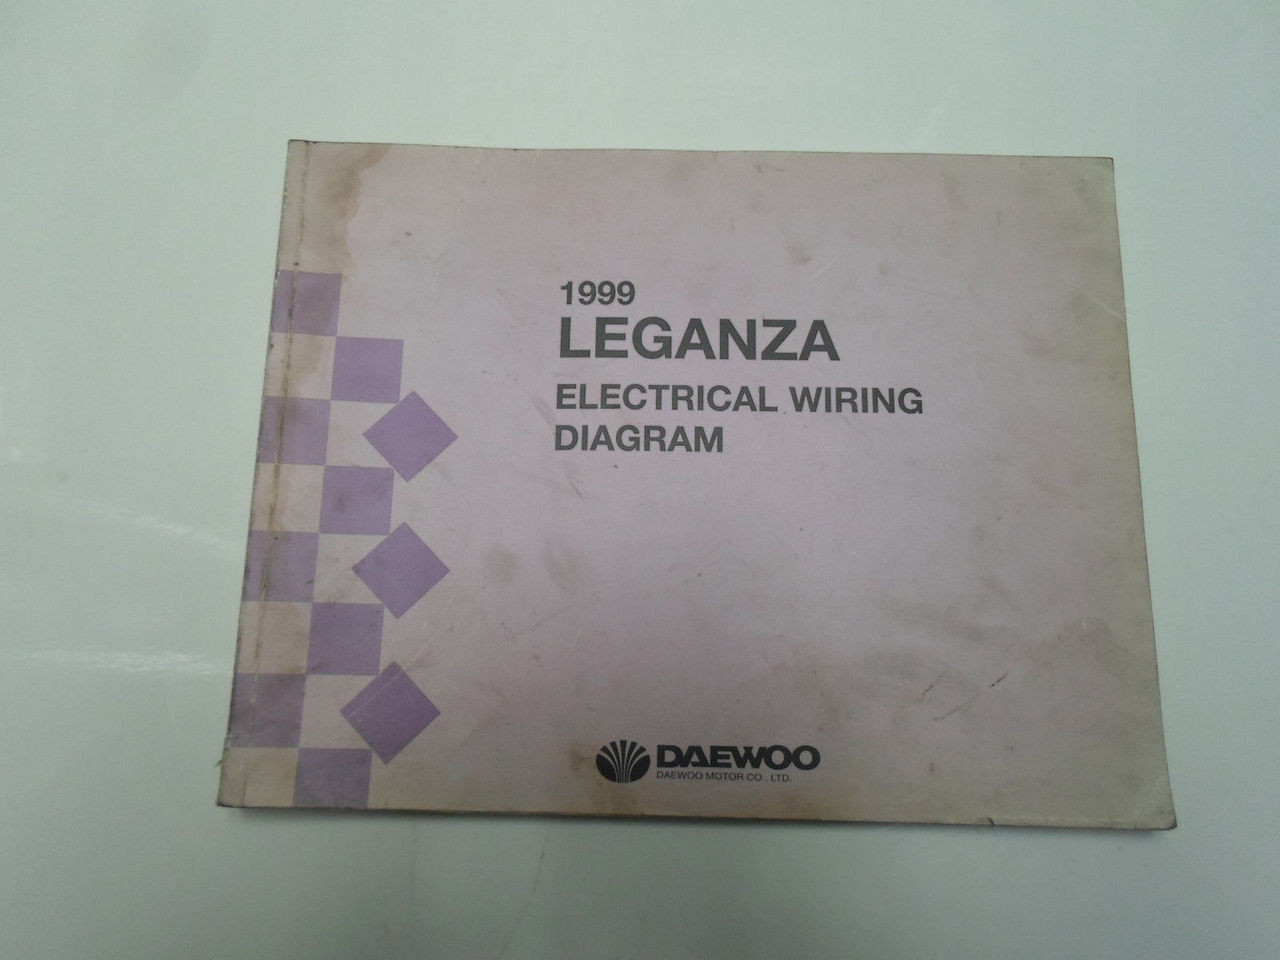 1999
LEGANZA
ELECTRICAL WIRING
DIAGRAM
DAEWOO
DAEWOO MOTOR CO., LTD.